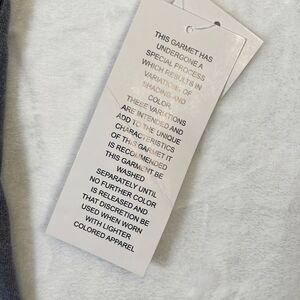 THIS GARMET HAS
UNDERGONE A
SPECIAL PROCESS
WHICH RESULTS IN
VARIATIONS OF
SHADING AND
COLOR.
THESE VARIATIONS
ARE INTENDED AND
ADD TO THE UNIQUE
CHARACTERISTICS
OF THIS GARMET IT
IS RECOMMENDED
THIS GARMENT BE
WASHED
SEPARATELY UNTIL
NO FURTHER COLOR
IS RELEASED AND
THAT DISCRETION BE
USED WHEN WORN
WITH LIGHTER
COLORED APPAREL